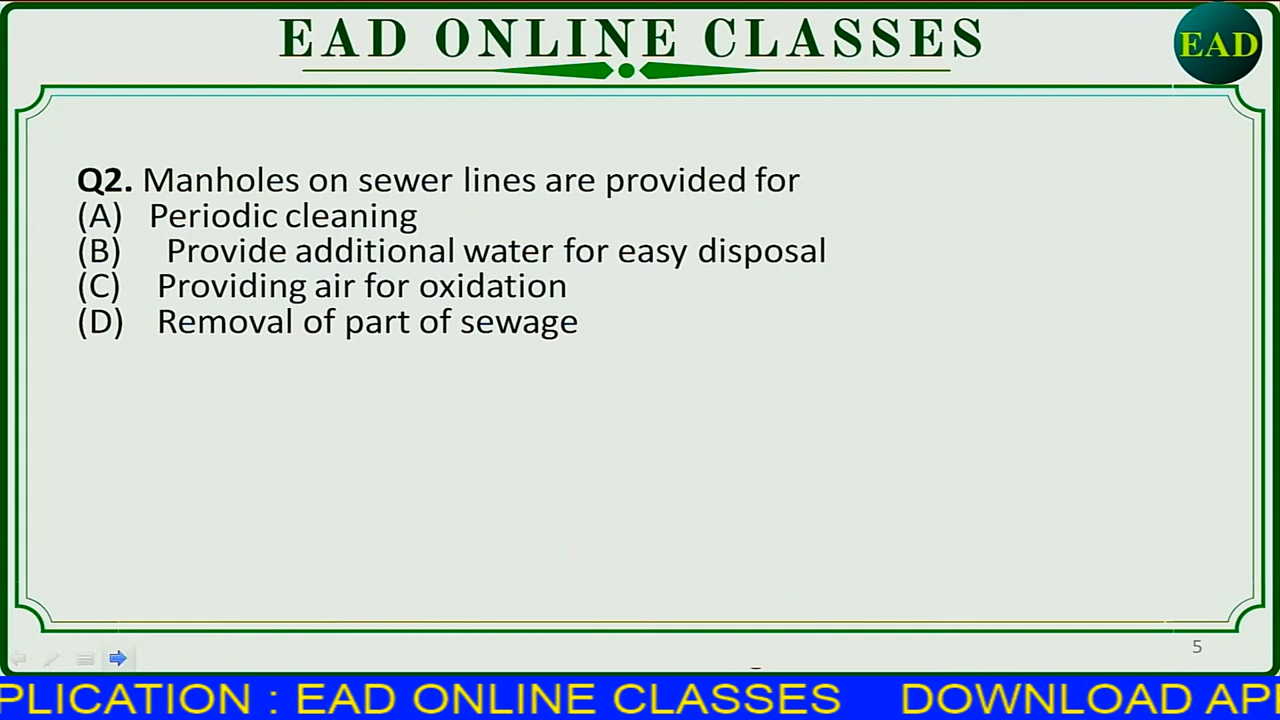 EAD ONLINE CLASSES
EAD
Q2. Manholes on sewer lines are provided for
(A) Periodic cleaning
(B) Provide additional water for easy disposal
(C) Providing air for oxidation
(D) Removal of part of sewage
5
PLICATION : EAD ONLINE CLASSES DOWNLOAD